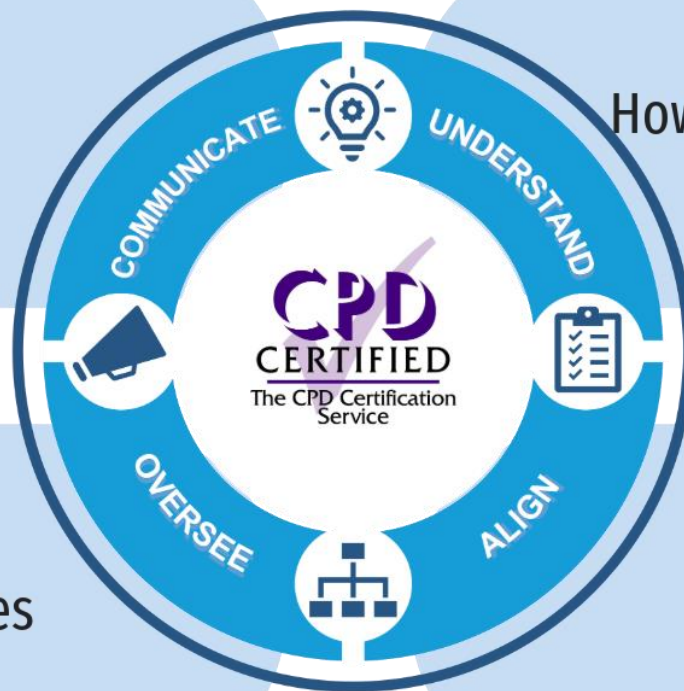 COMMUNICATE
UNDERSTAND
How
CPD
CERTIFIED
The CPD Certification
Service
OVERSEE
ALIGN
es